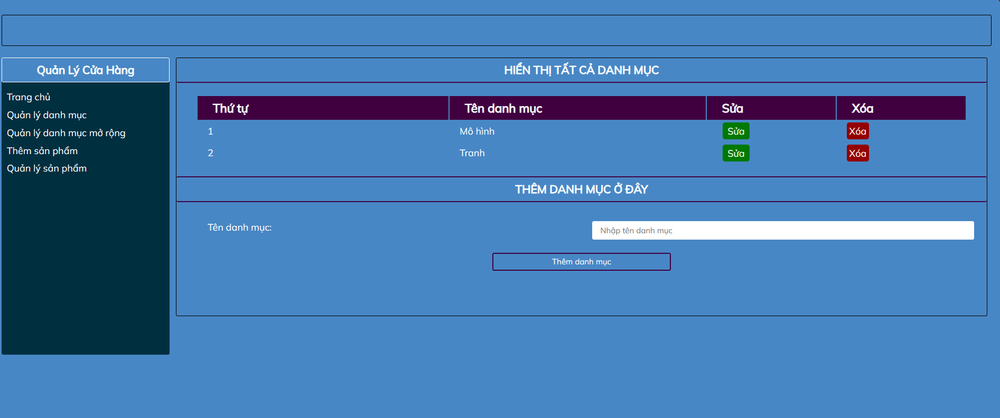 Quản Lý Cửa Hàng
Trang chủ
Quản lý danh mục
Quản lý danh mục mở rộng
Thêm sản phẩm
Quản lý sản phẩm
HIỂN THỊ TẤT CẢ DANH MỤC
Thứ tự Tên danh mục Sửa Xóa
1 Mô hình Sửa Xóa
2 Tranh Sửa Xóa
THÊM DANH MỤC Ở ĐÂY
Tên danh mục: Nhập tên danh mục
Thêm danh mục